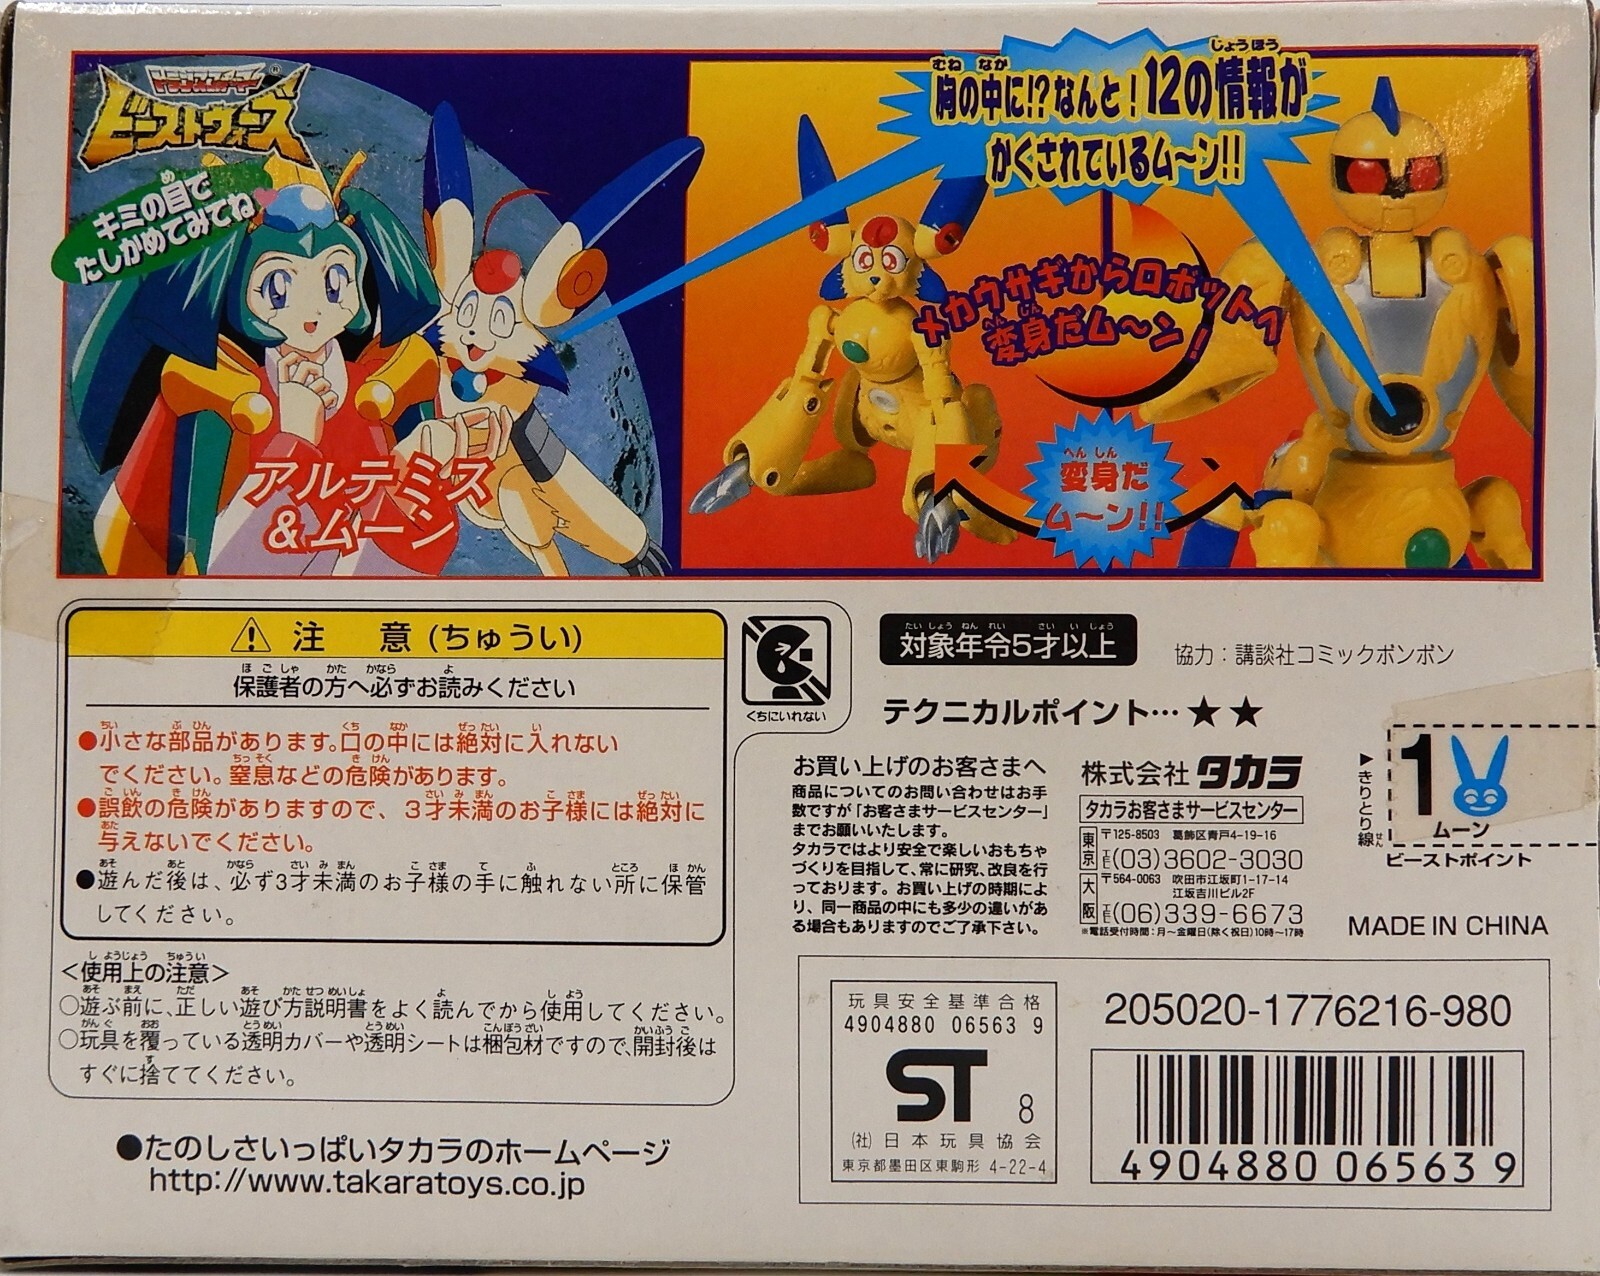 トランスフォーマー
ビーストウォーズ
キミの目で
たしかめてみてね
アルテミス
&ムーン
胸の中に!?なんと!12の情報が
かくされているム〜ン!!
メカウサギからロボットへ
変身だム〜ン!
変身だ
ム〜ン!!
注 意(ちゅうい)
保護者の方へ必ずお読みください
●小さな部品があります。口の中には絶対に入れない
でください。窒息などの危険があります。
●誤飲の危険がありますので、3才未満のお子様には絶対に
与えないでください。
●遊んだ後は、必ず3才未満のお子様の手に触れない所に保管
してください。
<使用上の注意>
○遊ぶ前に、正しい遊び方説明書をよく読んでから使用してください。
○玩具を覆っている透明カバーや透明シートは梱包材ですので、開封後は
すぐに捨ててください。
●たのしさいっぱいタカラのホームページ
http://www.takaratoys.co.jp
くちにいれない
対象年令5才以上
協力:講談社コミックボンボン
テクニカルポイント…★★
お買い上げのお客さまへ
商品についてのお問い合わせはお手
数ですが「お客さまサービスセンター」
までお願いいたします。
タカラではより安全で楽しいおもちゃ
づくりを目指して、常に研究、改良を行
っております。お買い上げの時期によ
り、同一商品の中にも多少の違いがあ
る場合もありますのでご了承下さい。
株式会社 タカラ
タカラお客さまサービスセンター
東京 〒125-8503 葛飾区青戸4-19-16
TEL(03)3602-3030
大阪 〒564-0063 吹田市江坂町1-17-14
江坂吉川ビル2F
TEL(06)339-6673
※電話受付時間:月〜金曜日(除く祝日)10時〜17時
▶きりとり線
1
ムーン
ビーストポイント
MADE IN CHINA
玩具安全基準合格
4904880 06563 9
ST 8
(社)日本玩具協会
東京都墨田区東駒形 4-22-4
205020-1776216-980
4904880 065639